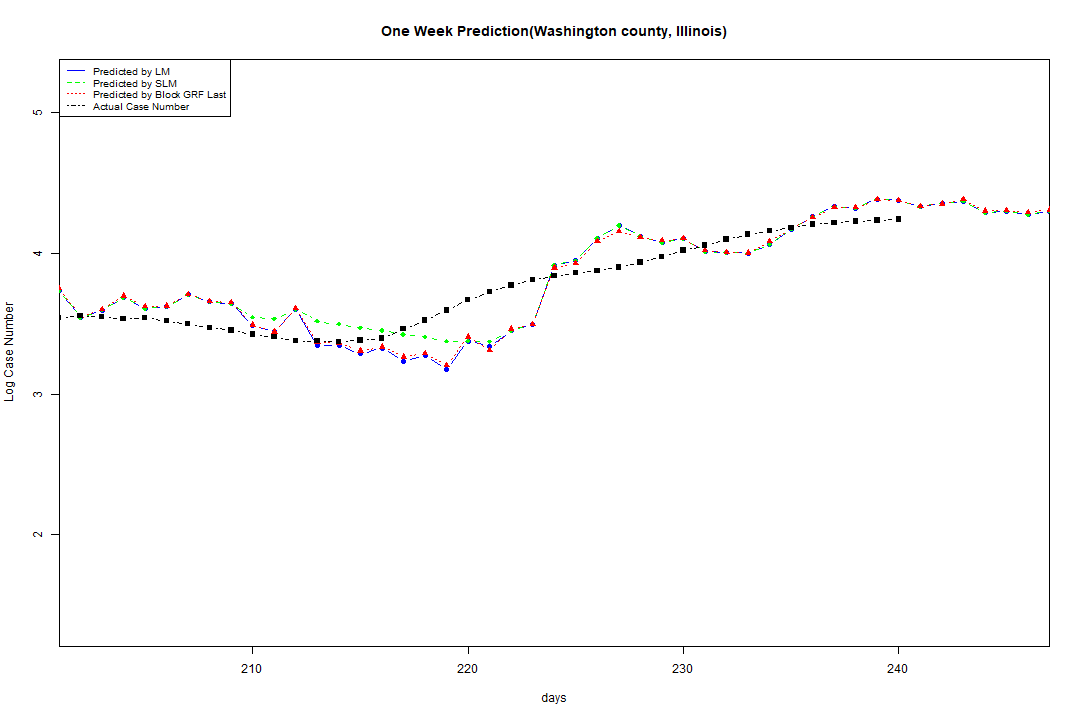 One Week Prediction(Washington county, Illinois)
Predicted by LM
Predicted by SLM
Predicted by Block GRF Last
Actual Case Number
5
4
3
2
Log Case Number
210
220
230
240
days